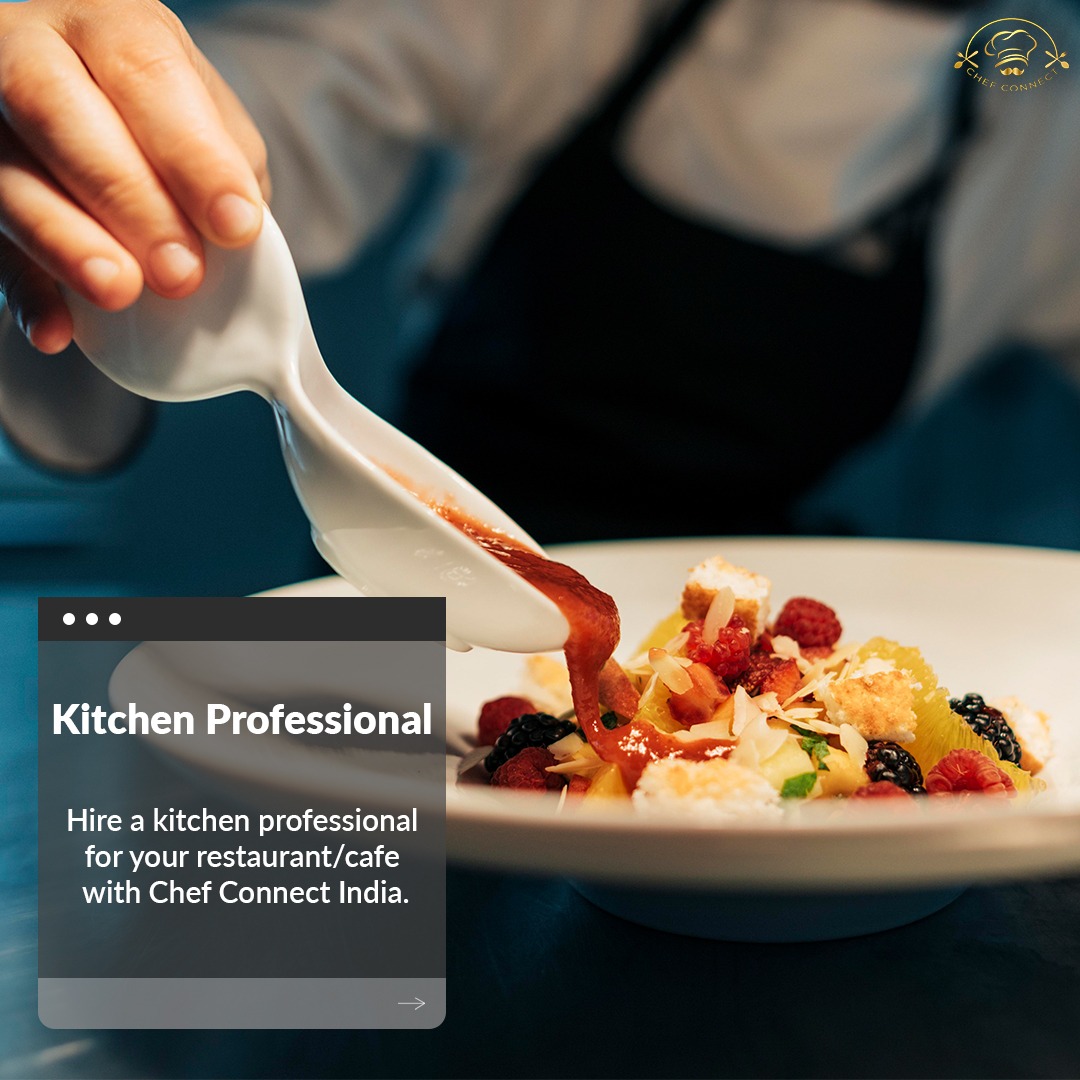 CHEF CONNECT
Kitchen Professional
Hire a kitchen professional
for your restaurant/cafe
with Chef Connect India.